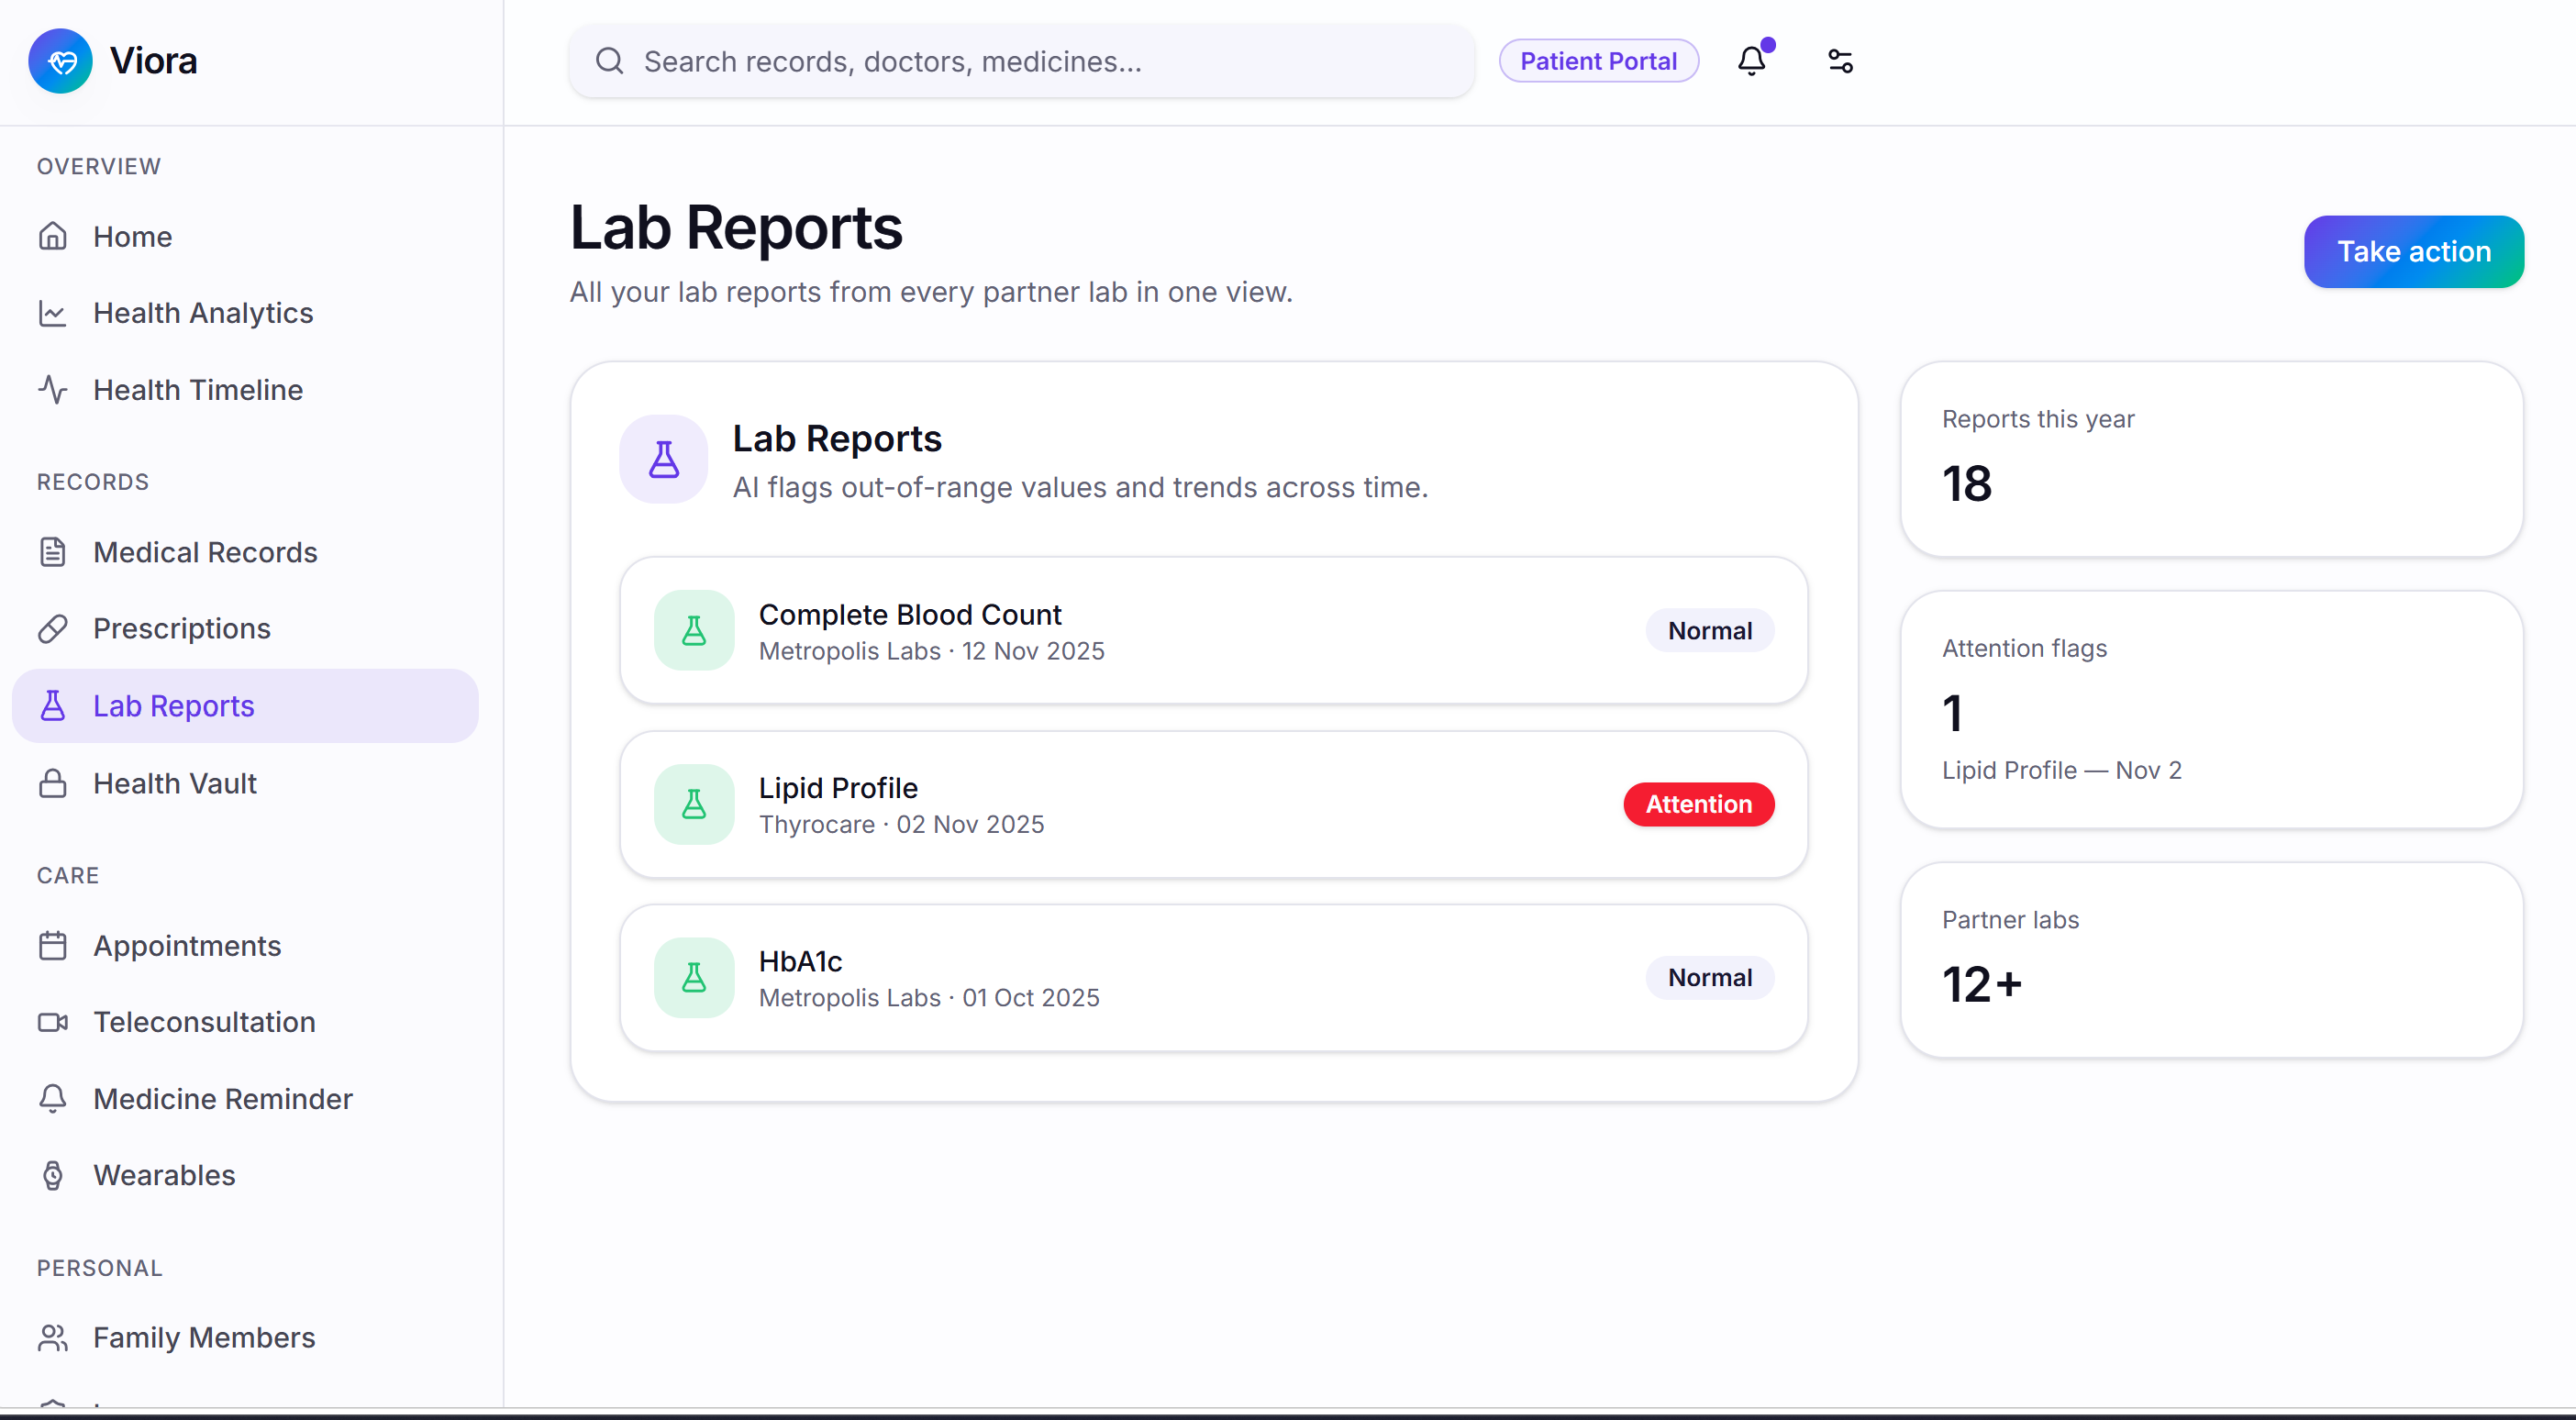 Viora
Search records, doctors, medicines...
Patient Portal
OVERVIEW
Home
Health Analytics
Health Timeline
RECORDS
Medical Records
Prescriptions
Lab Reports
Health Vault
CARE
Appointments
Teleconsultation
Medicine Reminder
Wearables
PERSONAL
Family Members
Lab Reports
All your lab reports from every partner lab in one view.
Take action
Lab Reports
AI flags out-of-range values and trends across time.
Complete Blood Count
Metropolis Labs · 12 Nov 2025
Normal
Lipid Profile
Thyrocare · 02 Nov 2025
Attention
HbA1c
Metropolis Labs · 01 Oct 2025
Normal
Reports this year
18
Attention flags
1
Lipid Profile — Nov 2
Partner labs
12+